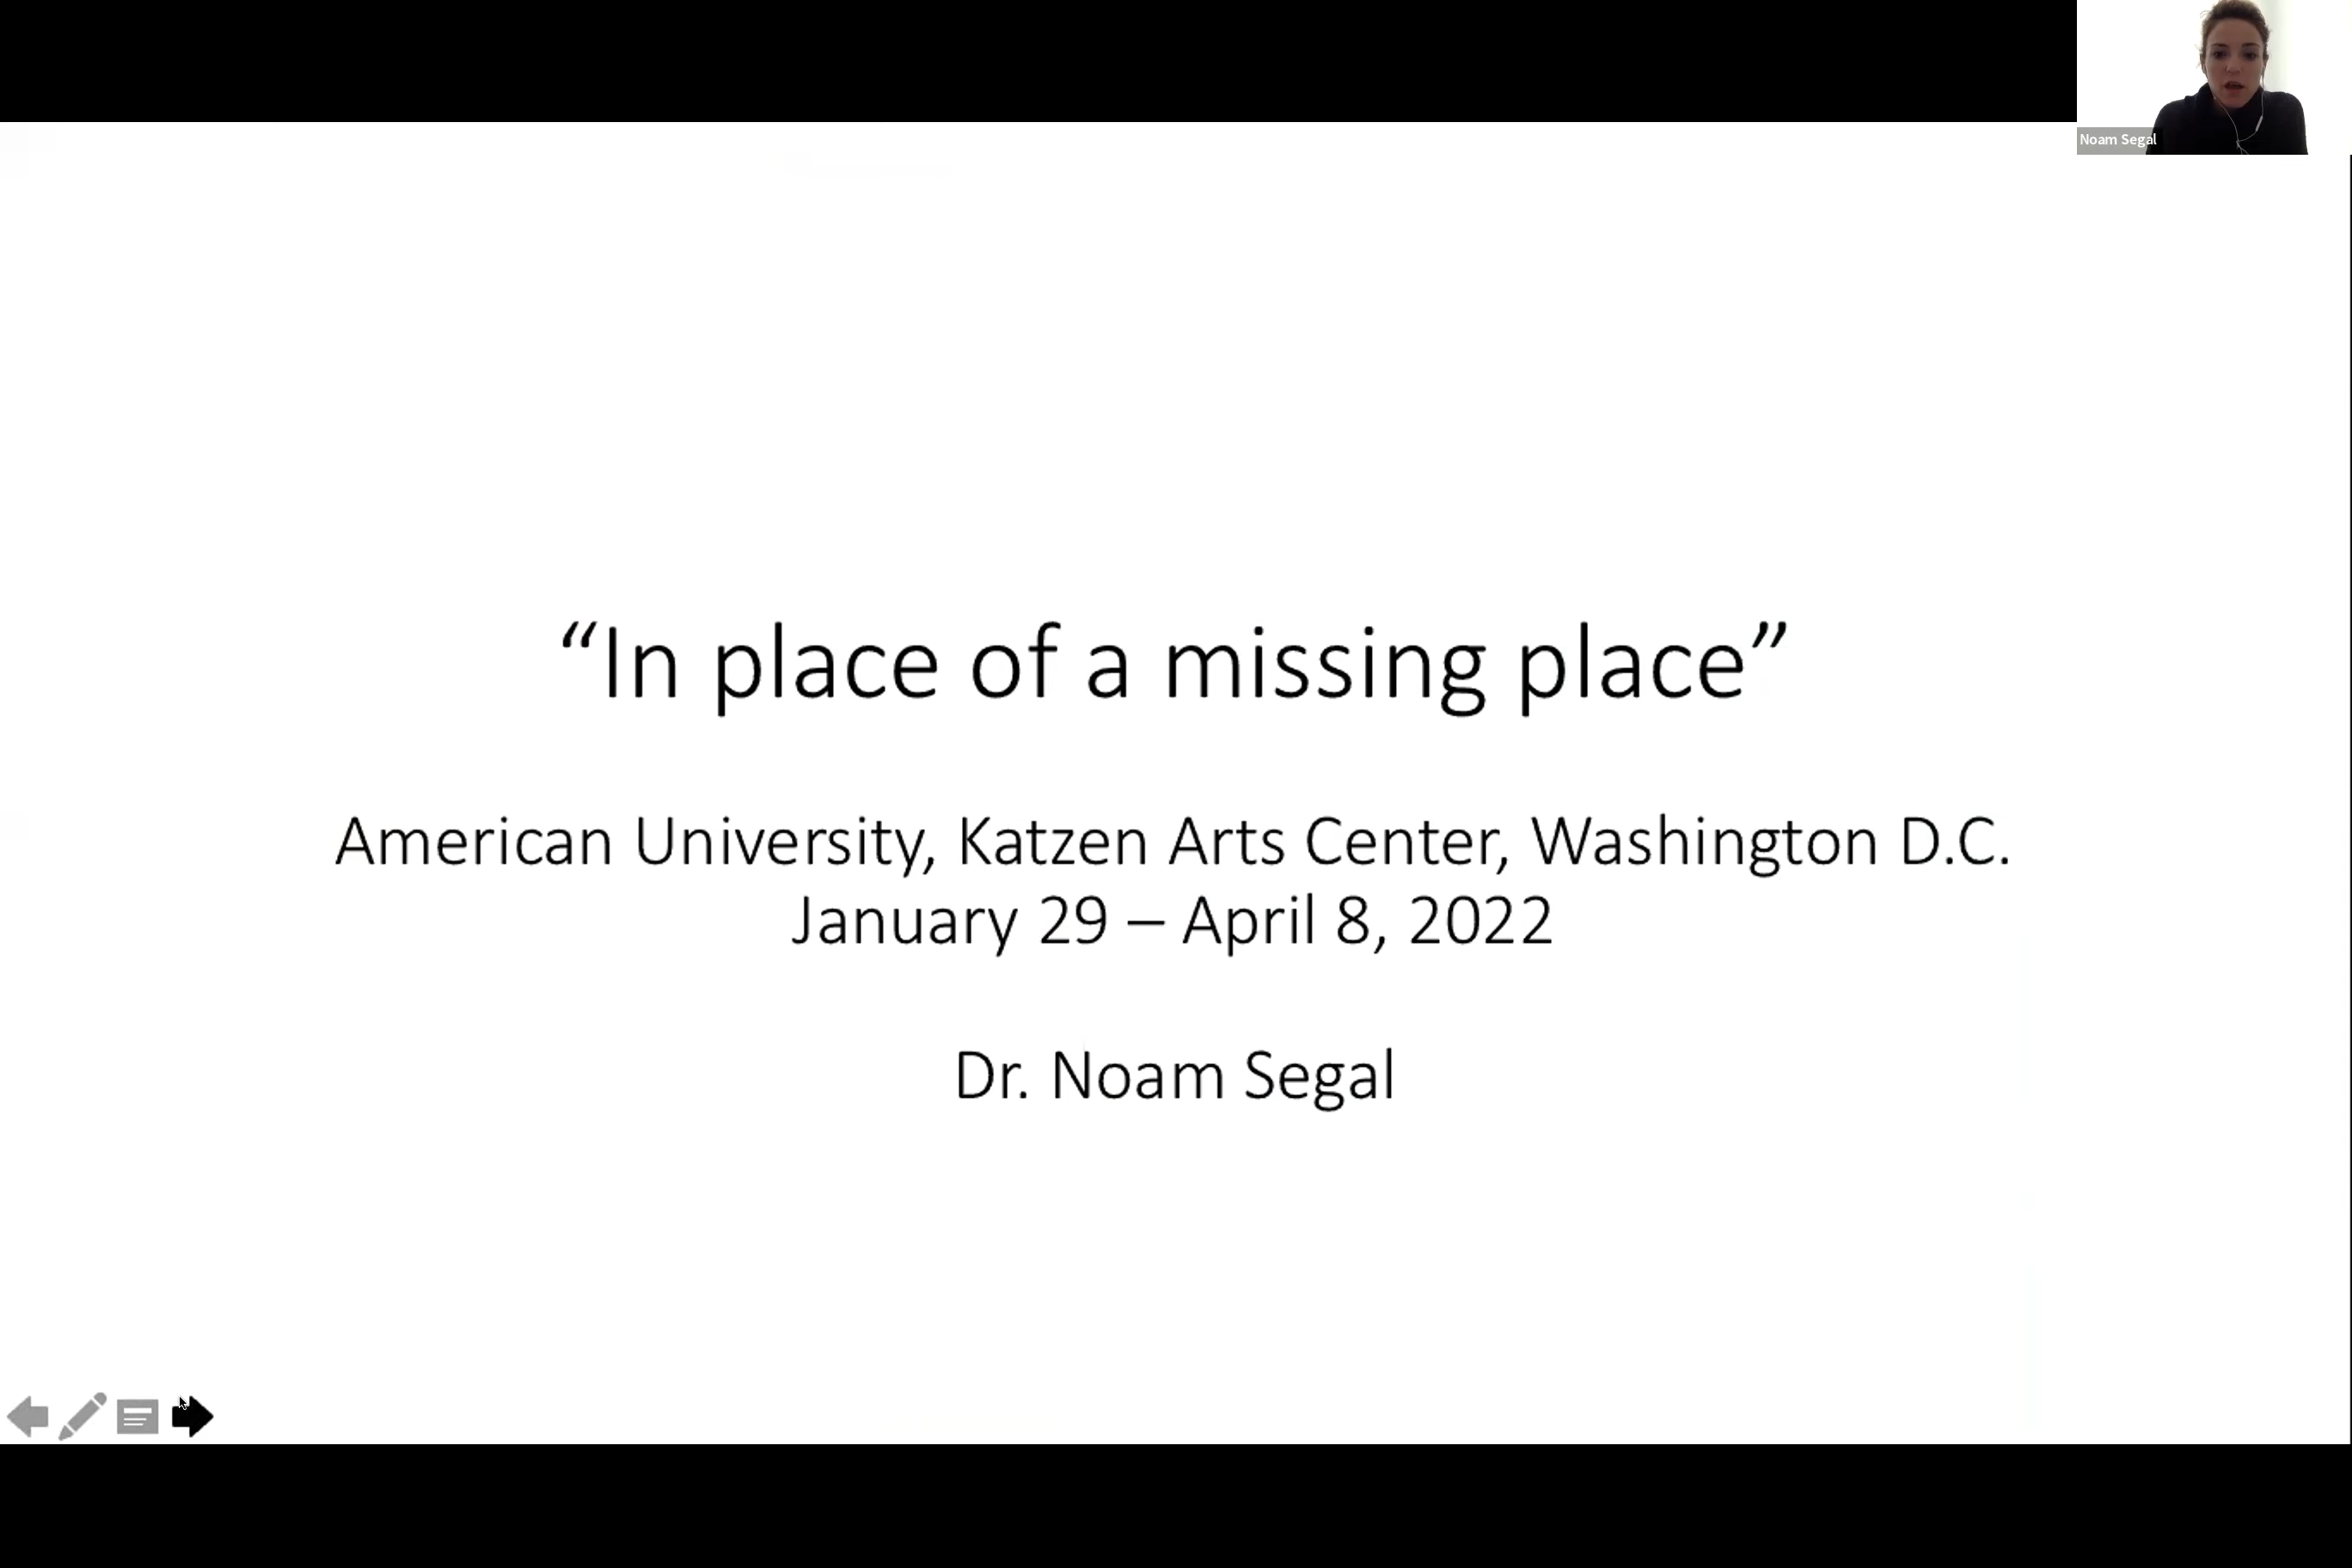 Noam Segal
“In place of a missing place”
American University, Katzen Arts Center, Washington D.C.
January 29 – April 8, 2022
Dr. Noam Segal